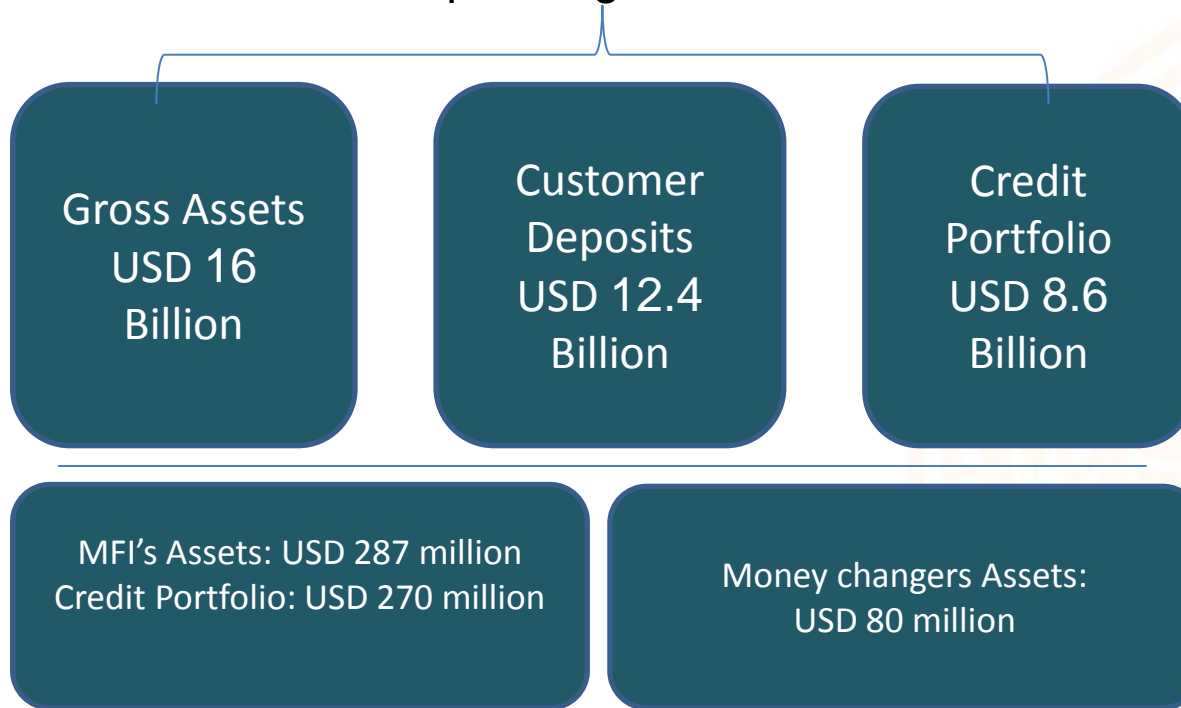 Gross Assets
USD 16
Billion
Customer
Deposits
USD 12.4
Billion
Credit
Portfolio
USD 8.6
Billion
MFI's Assets: USD 287 million
Credit Portfolio: USD 270 million
Money changers Assets:
USD 80 million